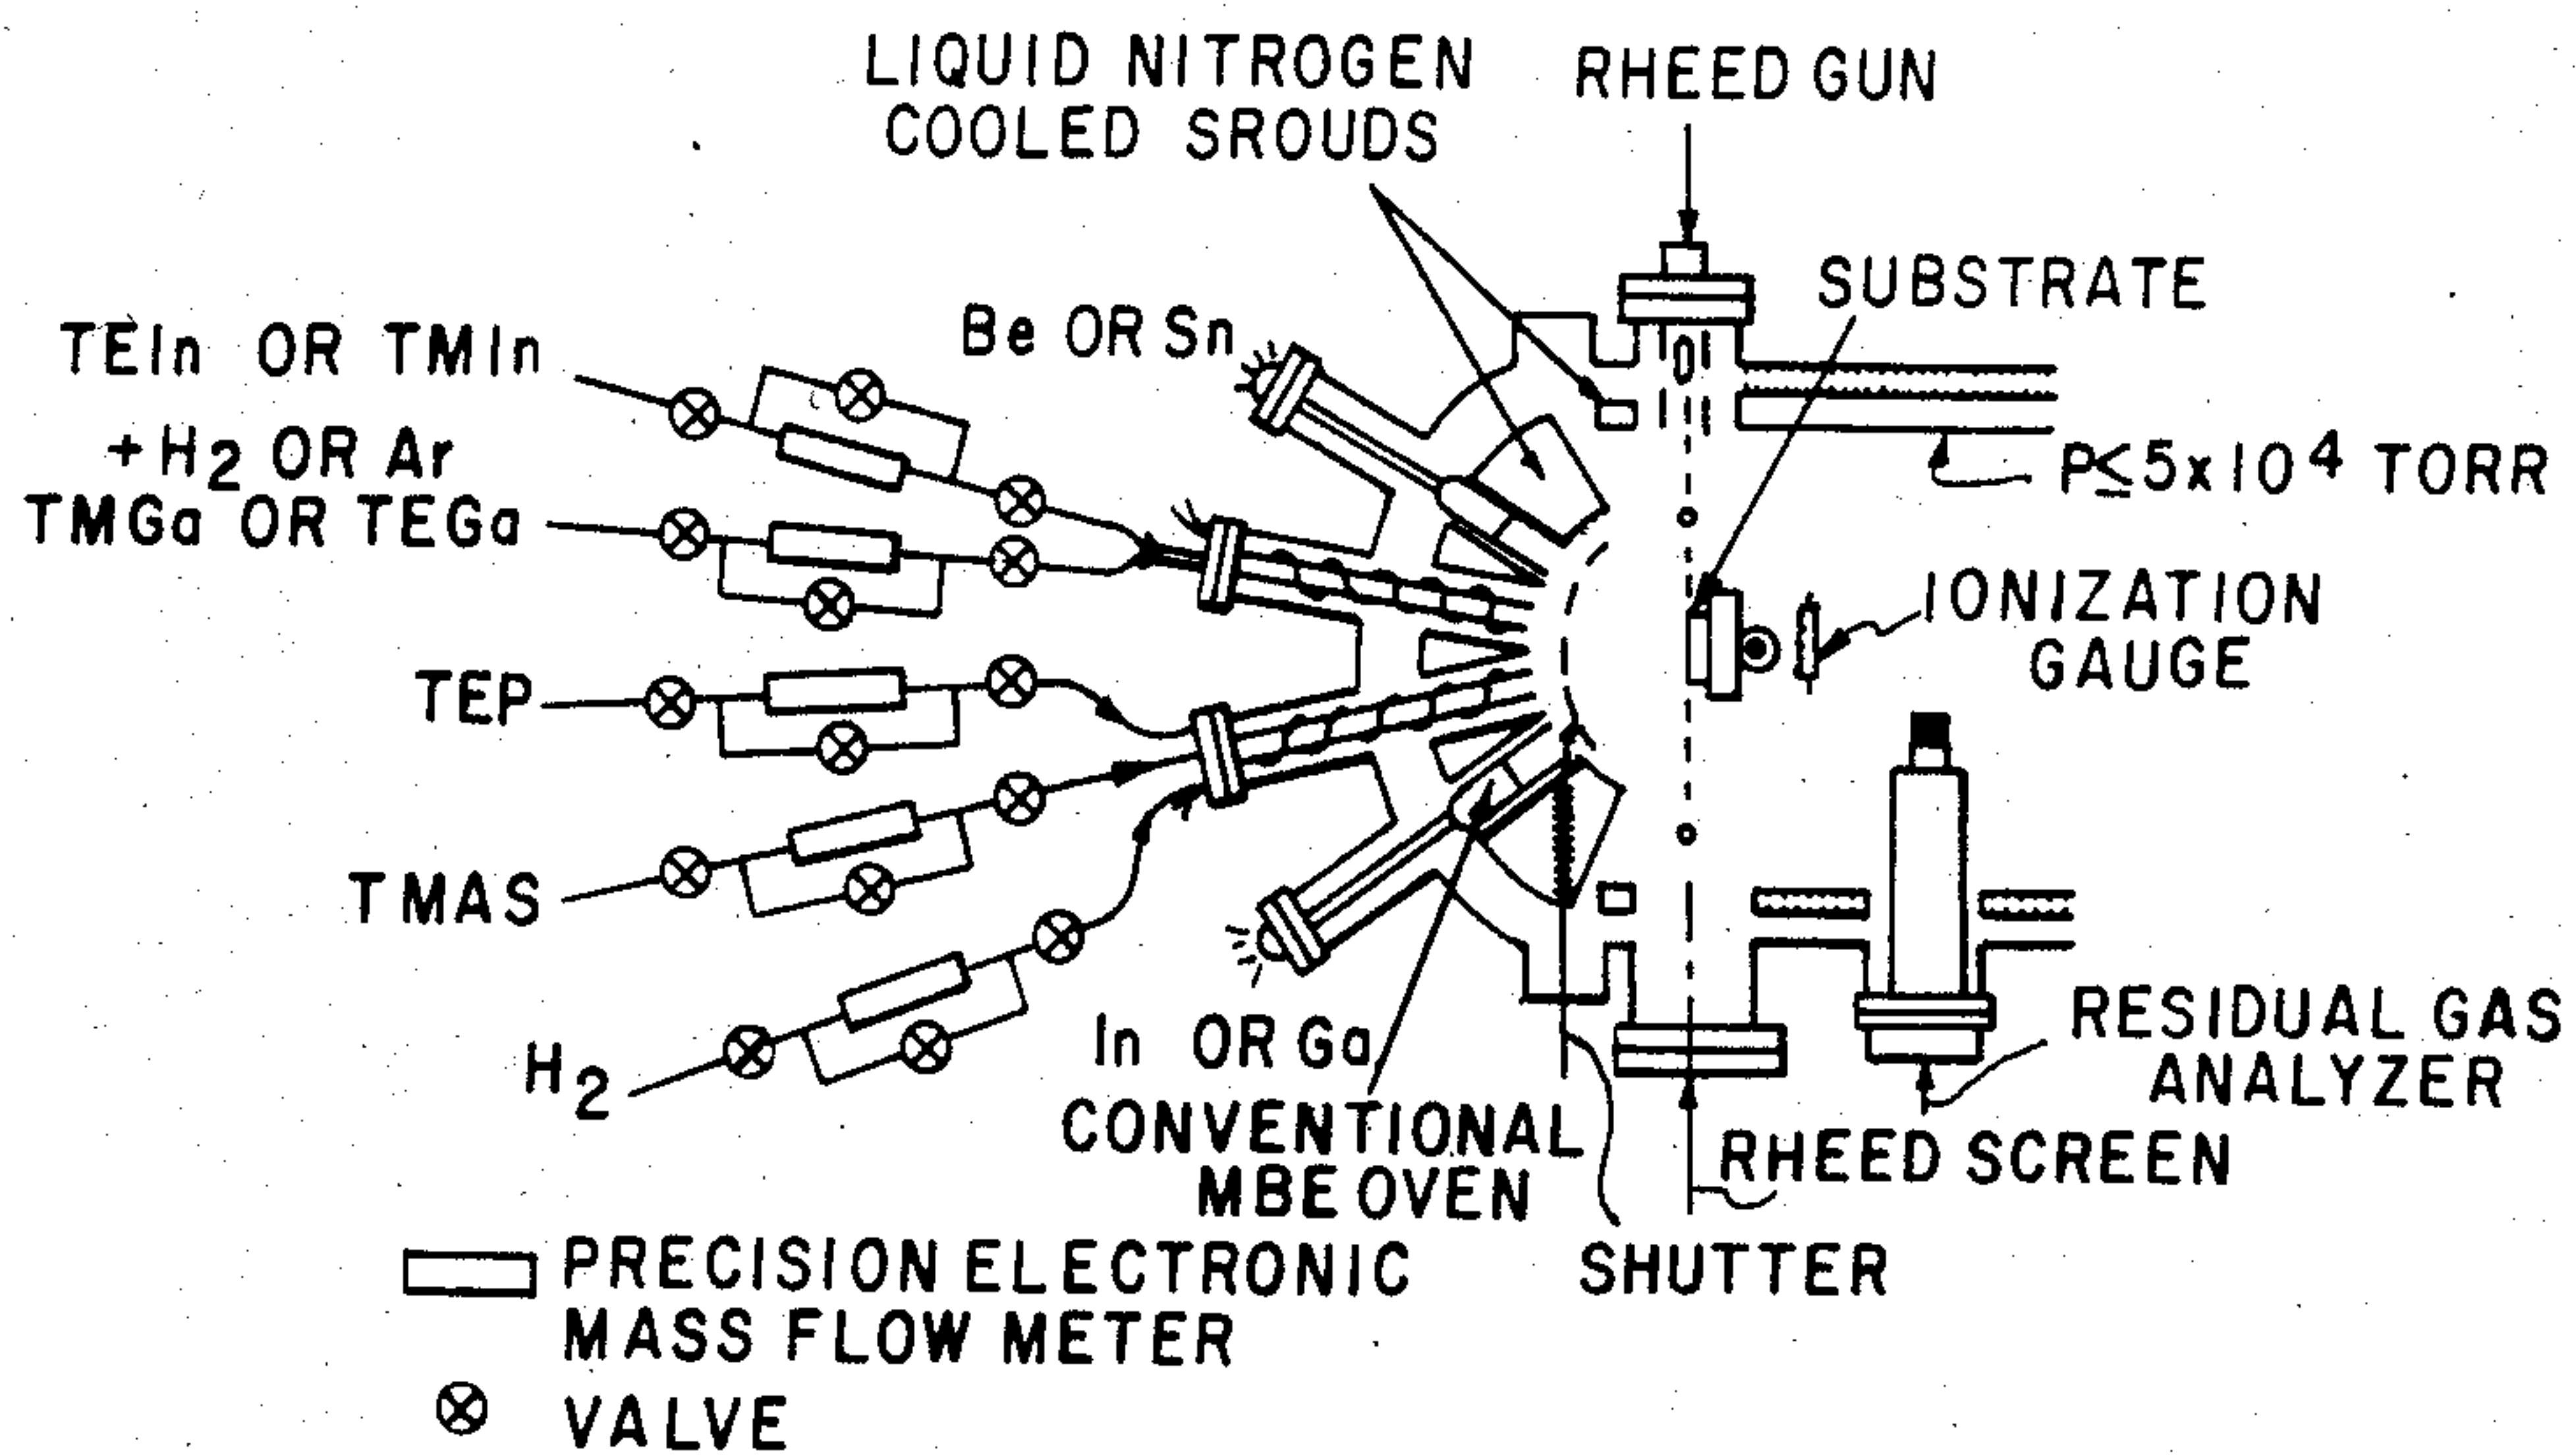 LIQUID NITROGEN
COOLED SROUDS
RHEED GUN
SUBSTRATE
Be OR Sn
TEIn OR TMIn
+H2 OR Ar
TMGa OR TEGa
P≤5x10 4 TORR
IONIZATION
GAUGE
TEP
TMAS
H2
In OR Ga
CONVENTIONAL
MBE OVEN
RESIDUAL GAS
ANALYZER
RHEED SCREEN
SHUTTER
PRECISION ELECTRONIC
MASS FLOW METER
VALVE